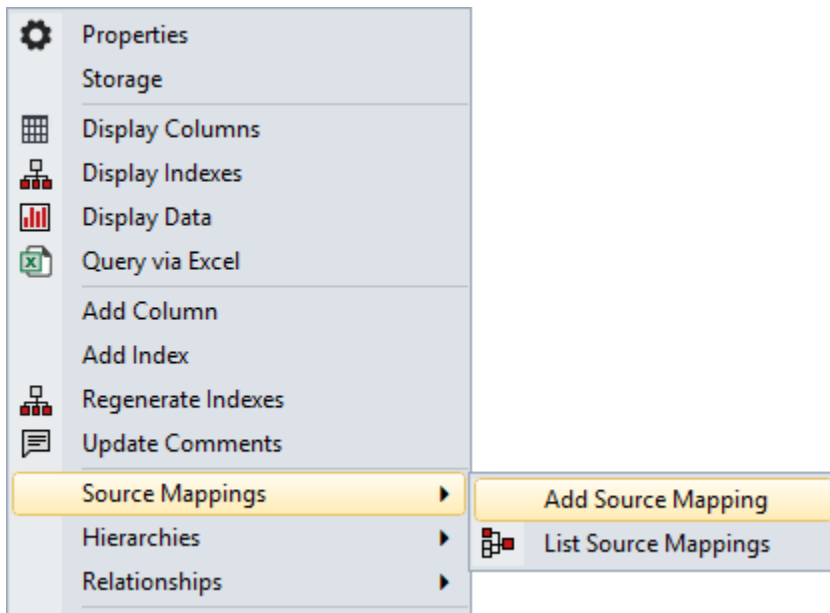 Properties
Storage
Display Columns
Display Indexes
Display Data
Query via Excel
Add Column
Add Index
Regenerate Indexes
Update Comments
Source Mappings
Add Source Mapping
Hierarchies
List Source Mappings
Relationships